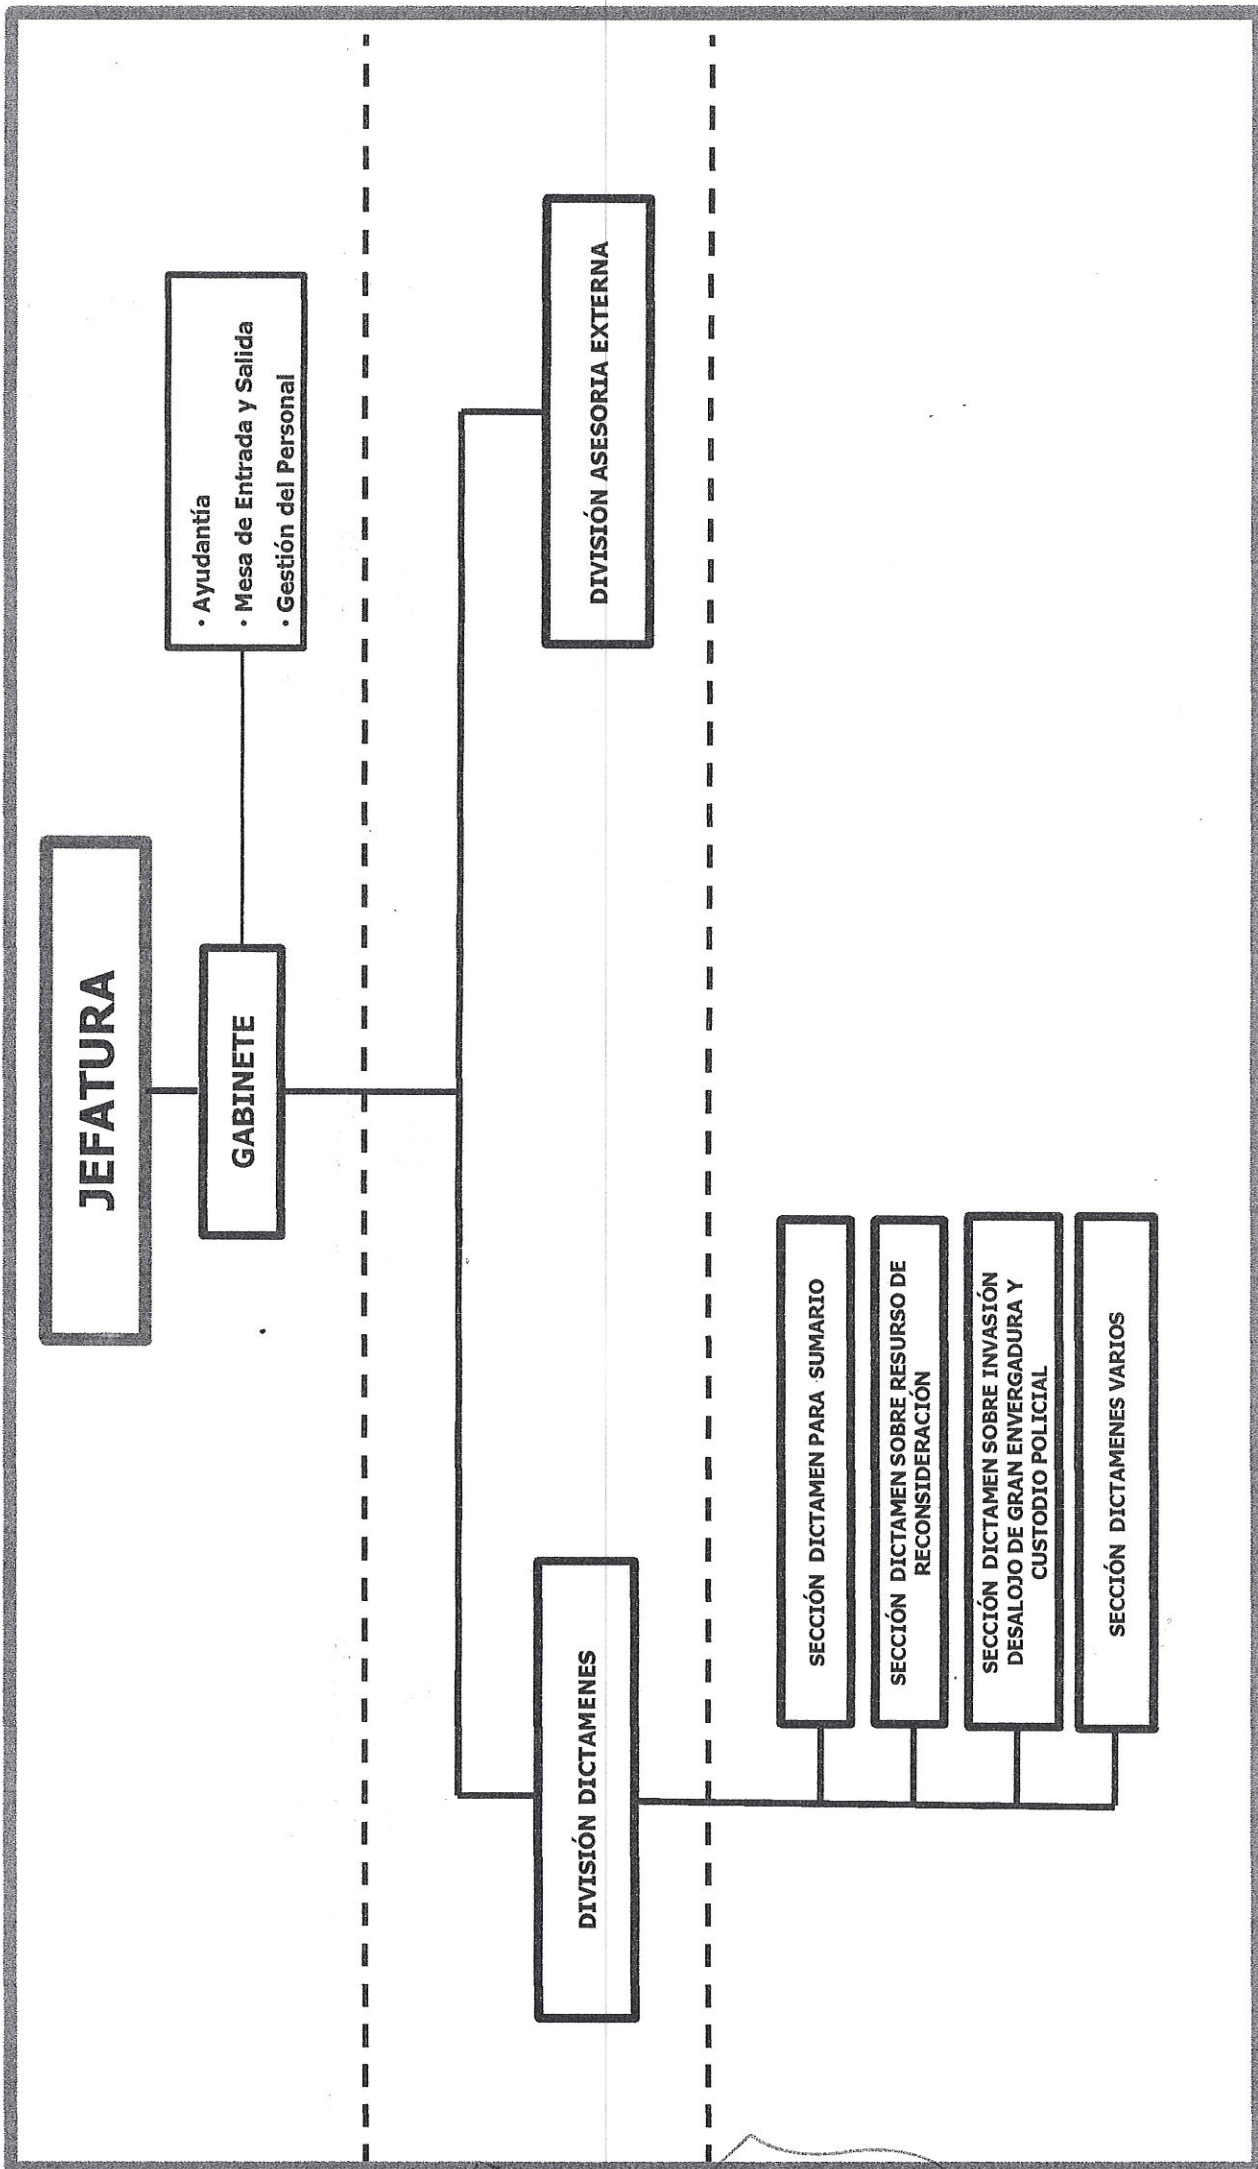 JEFATURA
GABINETE
· Ayudantía
· Mesa de Entrada y Salida
· Gestión del Personal
DIVISIÓN DICTAMENES
DIVISIÓN ASESORIA EXTERNA
SECCIÓN DICTAMEN PARA SUMARIO
SECCIÓN DICTAMEN SOBRE RESURSO DE
RECONSIDERACIÓN
SECCIÓN DICTAMEN SOBRE INVASIÓN
DESALOJO DE GRAN ENVERGADURA Y
CUSTODIO POLICIAL
SECCIÓN DICTAMENES VARIOS